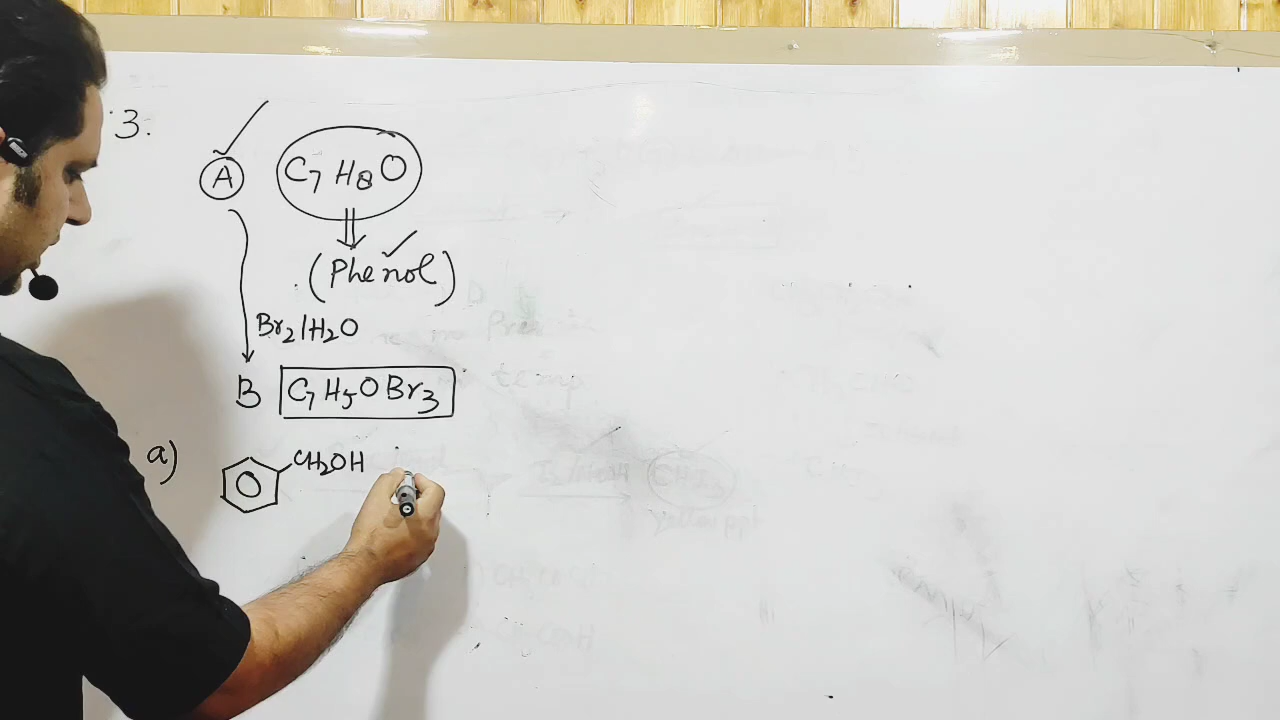 3.
A C7H8O
(Phenol)
Br2/H2O
B C7H5OBr3
a) CH2OH